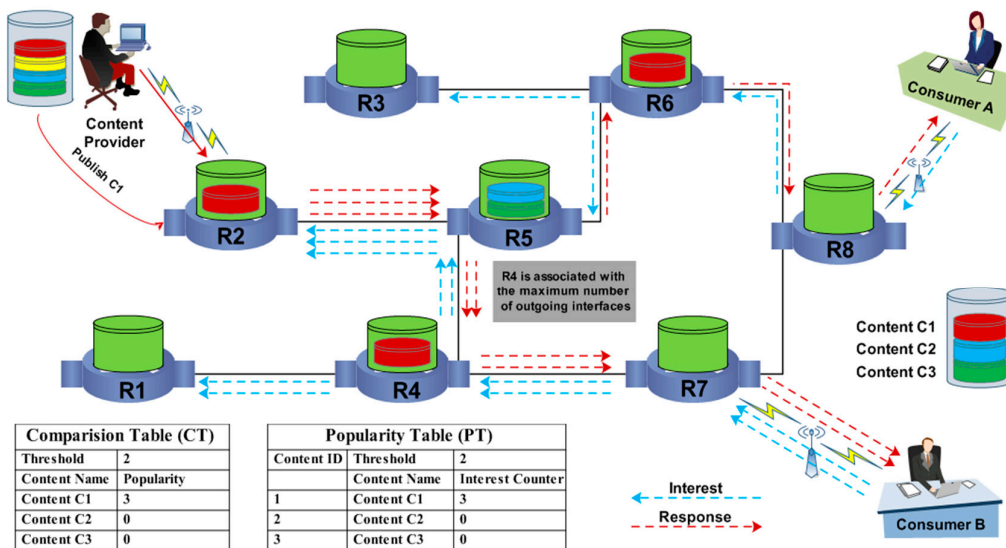 Content
Provider
Publish C1
R3
R6
Consumer A
R2
R5
R8
R4 is associated with
the maximum number
of outgoing interfaces
Content C1
Content C2
Content C3
R1
R4
R7
Comparision Table (CT)
Threshold 2
Content Name Popularity
Content C1 3
Content C2 0
Content C3 0
Popularity Table (PT)
Content ID Threshold 2
Content Name Interest Counter
1 Content C1 3
2 Content C2 0
3 Content C3 0
Interest
Response
Consumer B